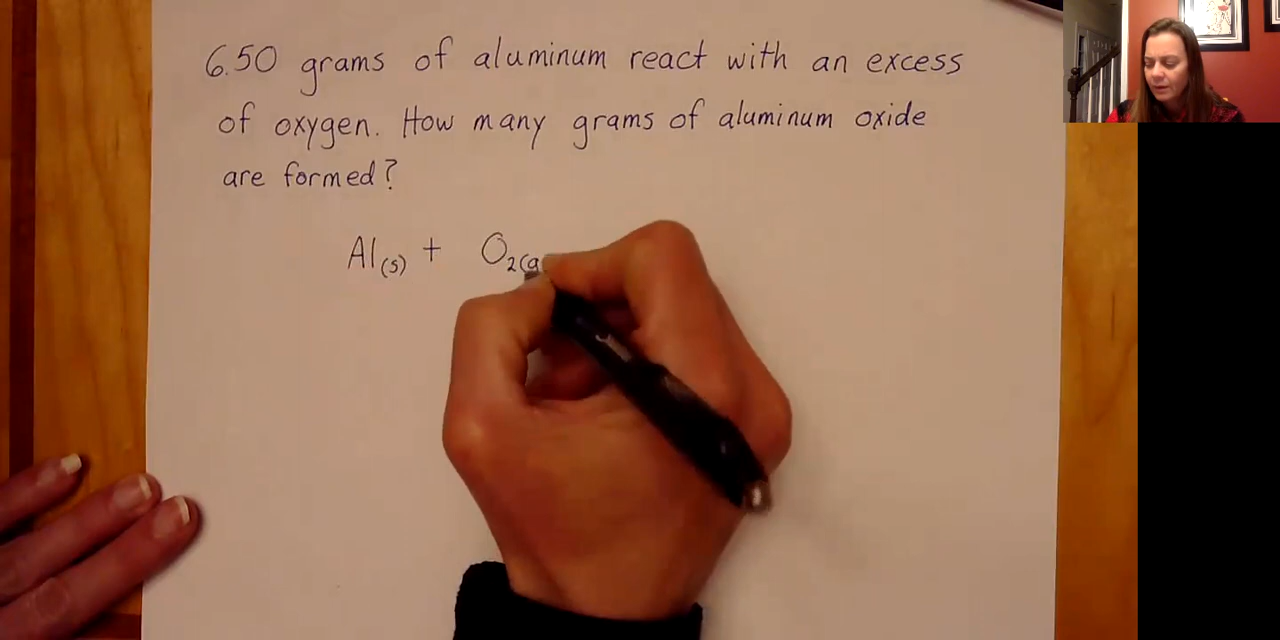 6.50 grams of aluminum react with an excess
of oxygen. How many grams of aluminum oxide
are formed?
Al(s) + O2(g